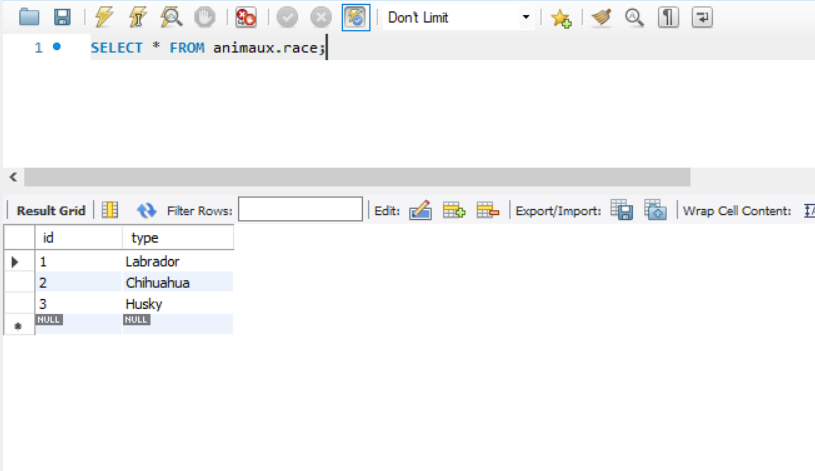 Don't Limit
1 SELECT * FROM animaux.race;
Result Grid Filter Rows: Edit: Export/Import: Wrap Cell Content:
id type
1 Labrador
2 Chihuahua
3 Husky
NULL NULL